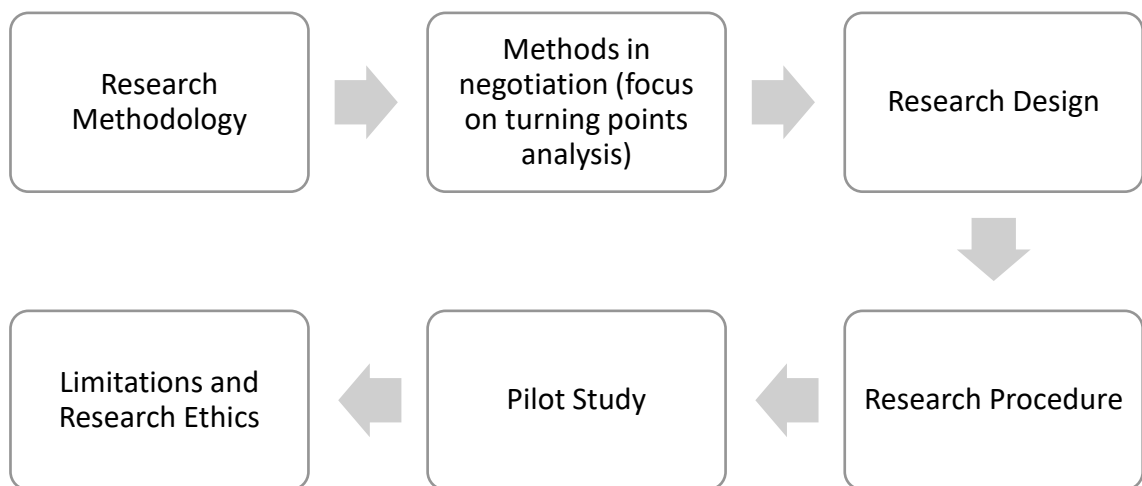 Research
Methodology
Methods in
negotiation (focus
on turning points
analysis)
Research Design
Research Procedure
Pilot Study
Limitations and
Research Ethics